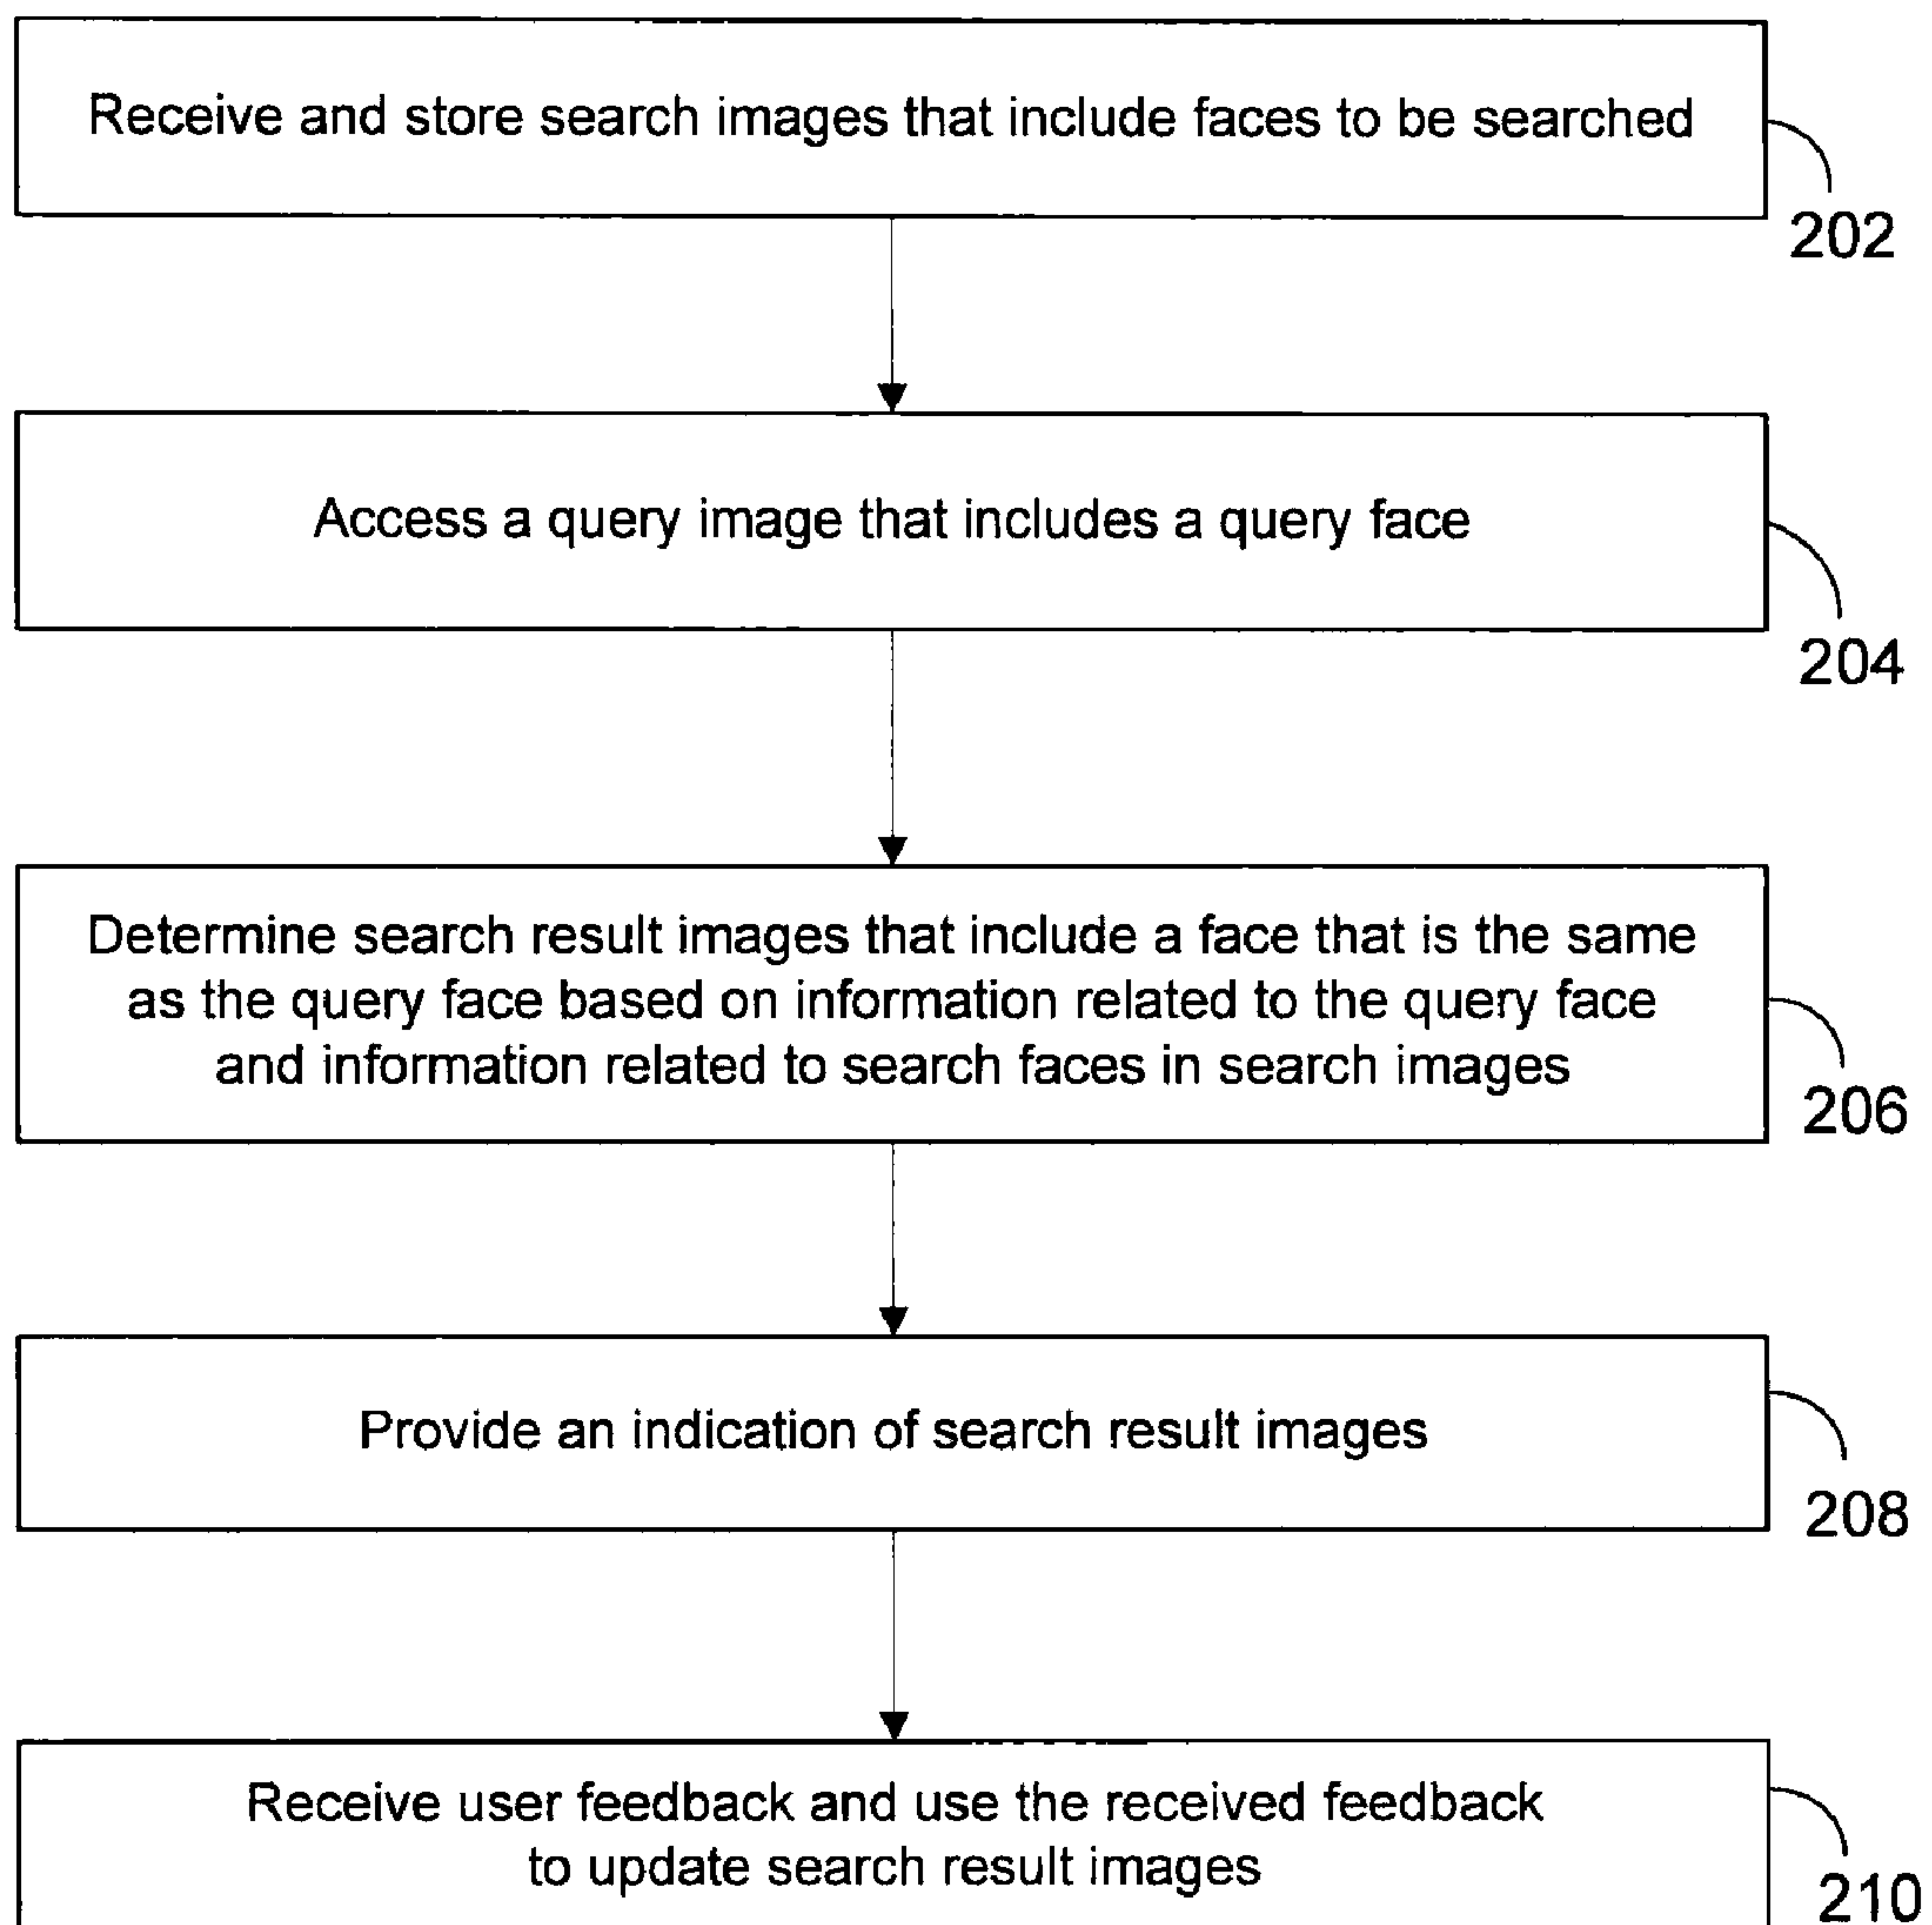 Receive and store search images that include faces to be searched
202
Access a query image that includes a query face
204
Determine search result images that include a face that is the same
as the query face based on information related to the query face
and information related to search faces in search images
206
Provide an indication of search result images
208
Receive user feedback and use the received feedback
to update search result images
210